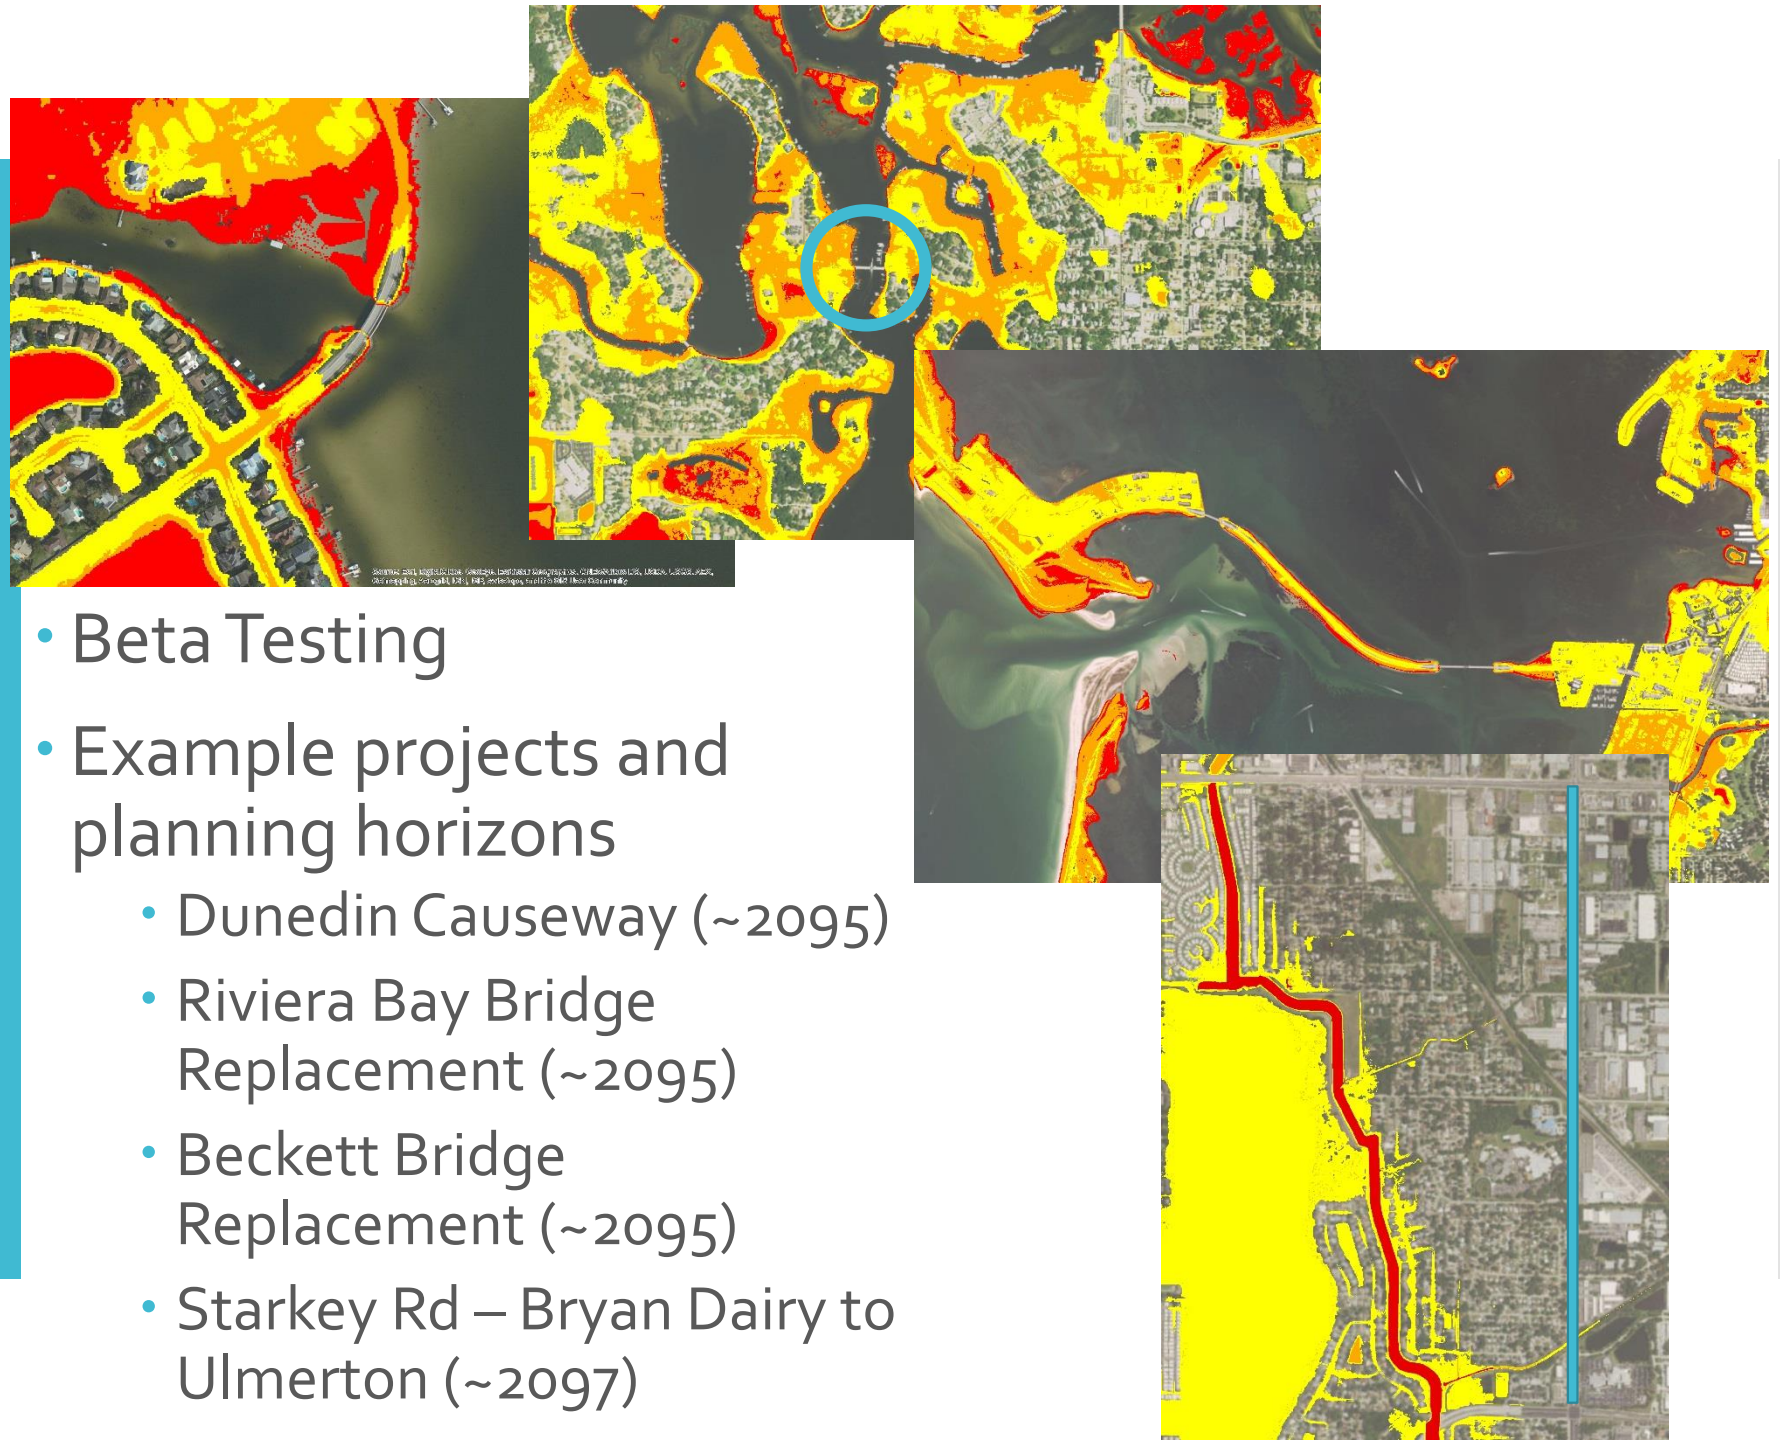 Beta Testing
Example projects and
planning horizons
Dunedin Causeway (~2095)
Riviera Bay Bridge
Replacement (~2095)
Beckett Bridge
Replacement (~2095)
Starkey Rd – Bryan Dairy to
Ulmerton (~2097)